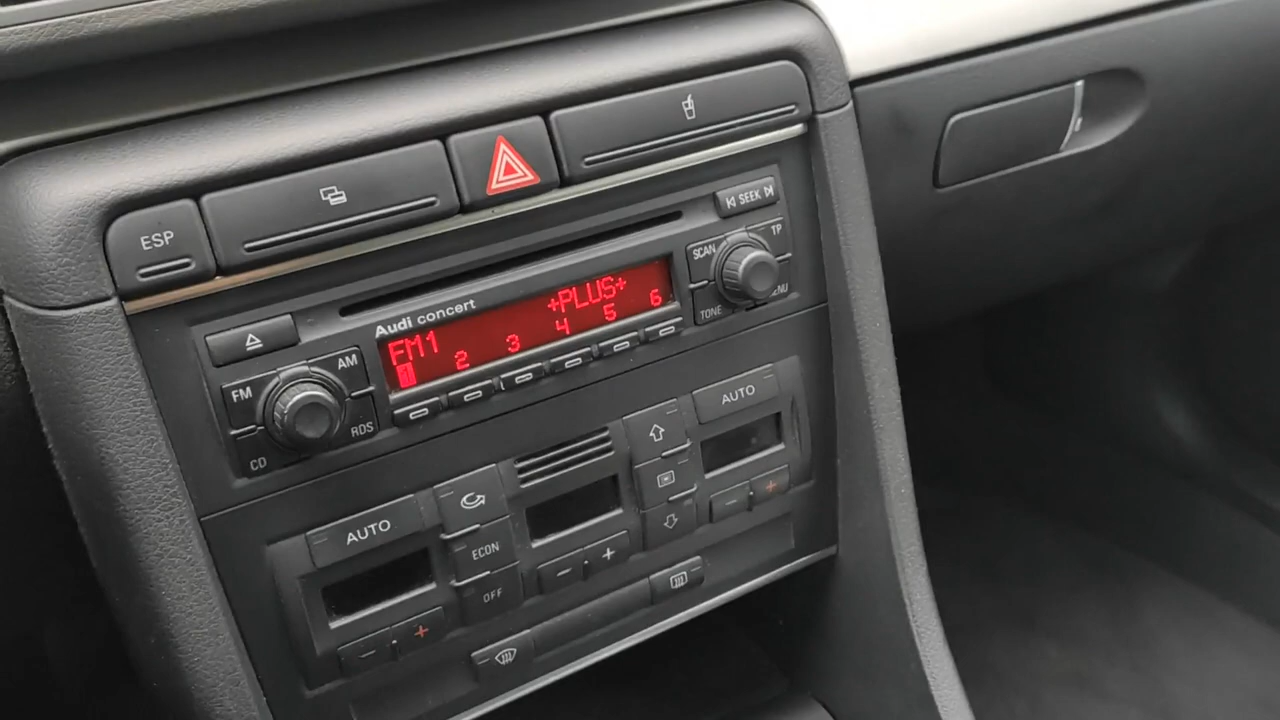 ESP
SEEK
SCAN
TP
Audi concert
+PLUS+
FM1
1 2 3 4 5 6
TONE
FM
AM
CD
RDS
AUTO
AUTO
ECON
OFF